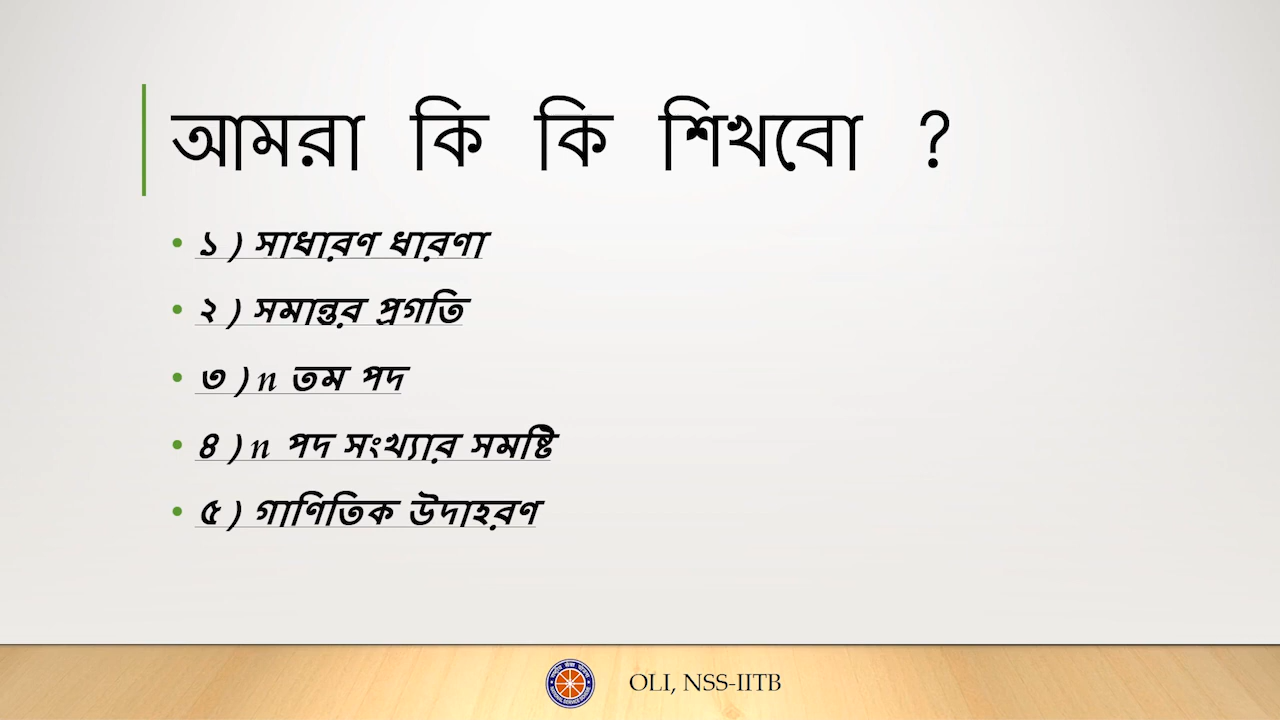 আমরা কি কি শিখবো ?
• ১ ) সাধারণ ধারণা
• ২ ) সমান্তর প্রগতি
• ৩ ) n তম পদ
• ৪ ) n পদ সংখ্যার সমষ্টি
• ৫ ) গাণিতিক উদাহরণ
OLI, NSS-IITB